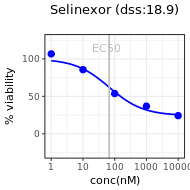 Selinexor (dss:18.9)
EC50
100
50
0
% viability
1 10 100 1000 10000
conc(nM)